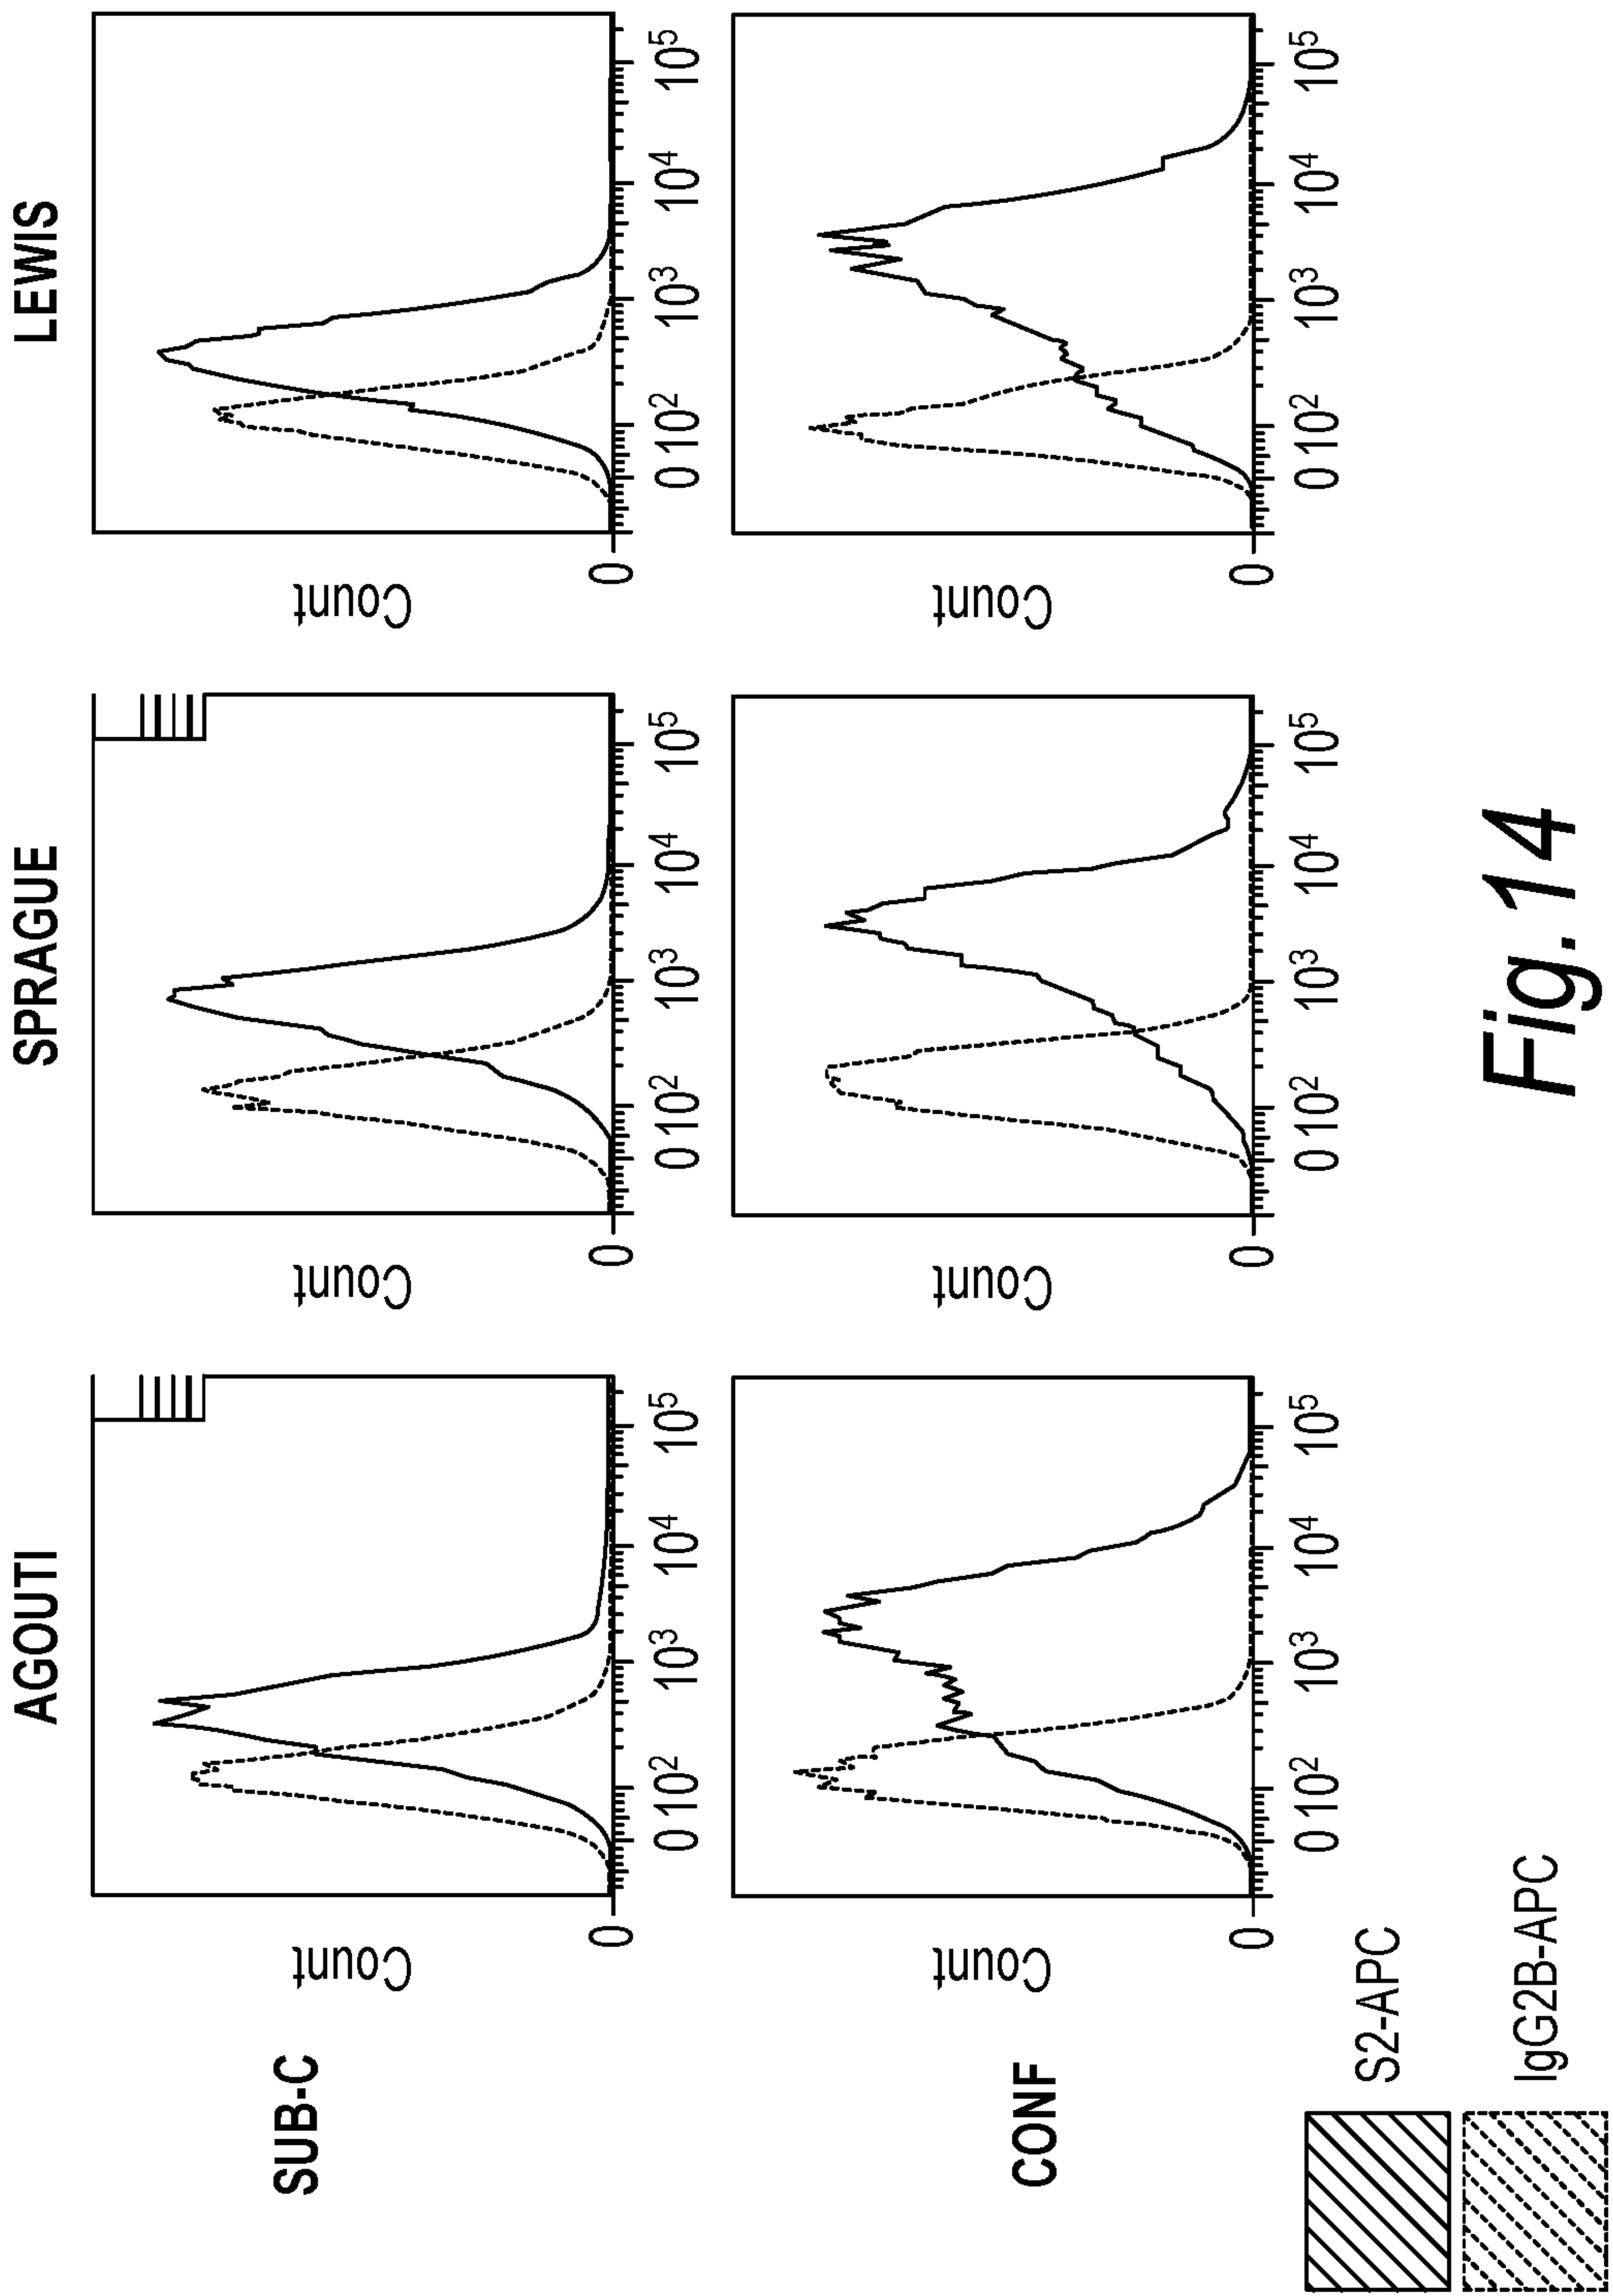 AGOUTI
SPRAGUE
LEWIS
SUB-C
Count
0
0 10² 10³ 10⁴ 10⁵
Count
0
0 10² 10³ 10⁴ 10⁵
Count
0
0 10² 10³ 10⁴ 10⁵
CONF
Count
0
0 10² 10³ 10⁴ 10⁵
Count
0
0 10² 10³ 10⁴ 10⁵
Count
0
0 10² 10³ 10⁴ 10⁵
S2-APC
IgG2B-APC
Fig. 14